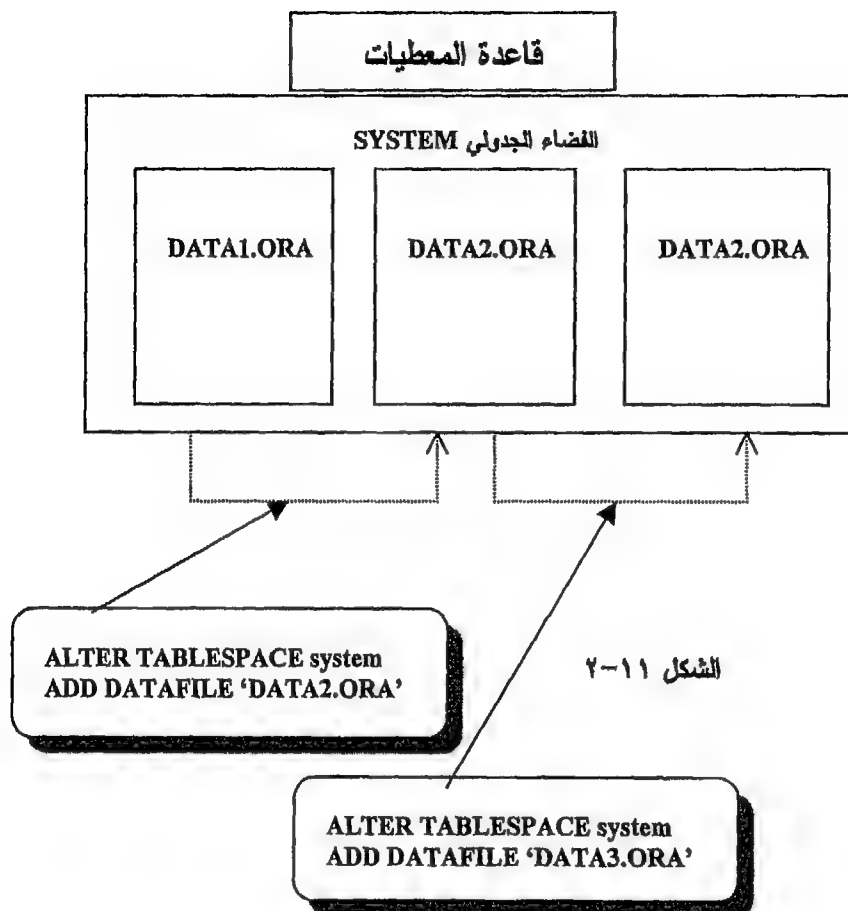 قاعدة المعطيات
الفضاء الجدولي SYSTEM
DATA1.ORA
DATA2.ORA
DATA2.ORA
ALTER TABLESPACE system
ADD DATAFILE ‘DATA2.ORA’
الشكل ١١-٢
ALTER TABLESPACE system
ADD DATAFILE ‘DATA3.ORA’